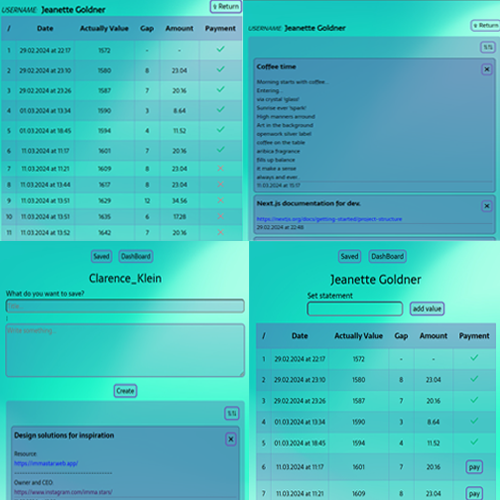 USERNAME: Jeanette Goldner
Return
/ Date Actually Value Gap Amount Payment
1 29.02.2024 at 22:17 1572 - -
2 29.02.2024 at 23:10 1580 8 23.04
3 29.02.2024 at 23:26 1587 7 20.16
4 01.03.2024 at 13:34 1590 3 8.64
5 01.03.2024 at 18:45 1594 4 11.52
6 11.03.2024 at 11:17 1601 7 20.16
7 11.03.2024 at 11:21 1609 8 23.04
8 11.03.2024 at 13:44 1617 8 23.04
9 11.03.2024 at 13:51 1629 12 34.56
10 11.03.2024 at 13:51 1635 6 17.28
11 11.03.2024 at 13:52 1642 7 20.16
USERNAME: Jeanette Goldner
Return
Coffee time
Morning starts with coffee..
Entering...
via crystal 'glass!'
Sunrise ever 'spark!'
High manners around
Art in the background
openwork silver label
coffee on the table
aribica fragrance
fills up balance
it make a sense
always and ever.
11.03.2024 at 15:17
Next.js documentation for dev.
https://nextjs.org/docs/getting-started/project-structure
29.02.2024 at 22:48
Saved DashBoard
Clarence_Klein
What do you want to save?
Title...
Write something...
Create
Design solutions for inspiration
Resource
https://immastar.web.app/
Owner and CEO.
https://www.instagram.com/imma.stars/
Saved DashBoard
Jeanette Goldner
Set statement
add value
/ Date Actually Value Gap Amount Payment
1 29.02.2024 at 22:17 1572 - -
2 29.02.2024 at 23:10 1580 8 23.04
3 29.02.2024 at 23:26 1587 7 20.16
4 01.03.2024 at 13:34 1590 3 8.64
5 01.03.2024 at 18:45 1594 4 11.52
6 11.03.2024 at 11:17 1601 7 20.16 pay
7 11.03.2024 at 11:21 1609 8 23.04 pay